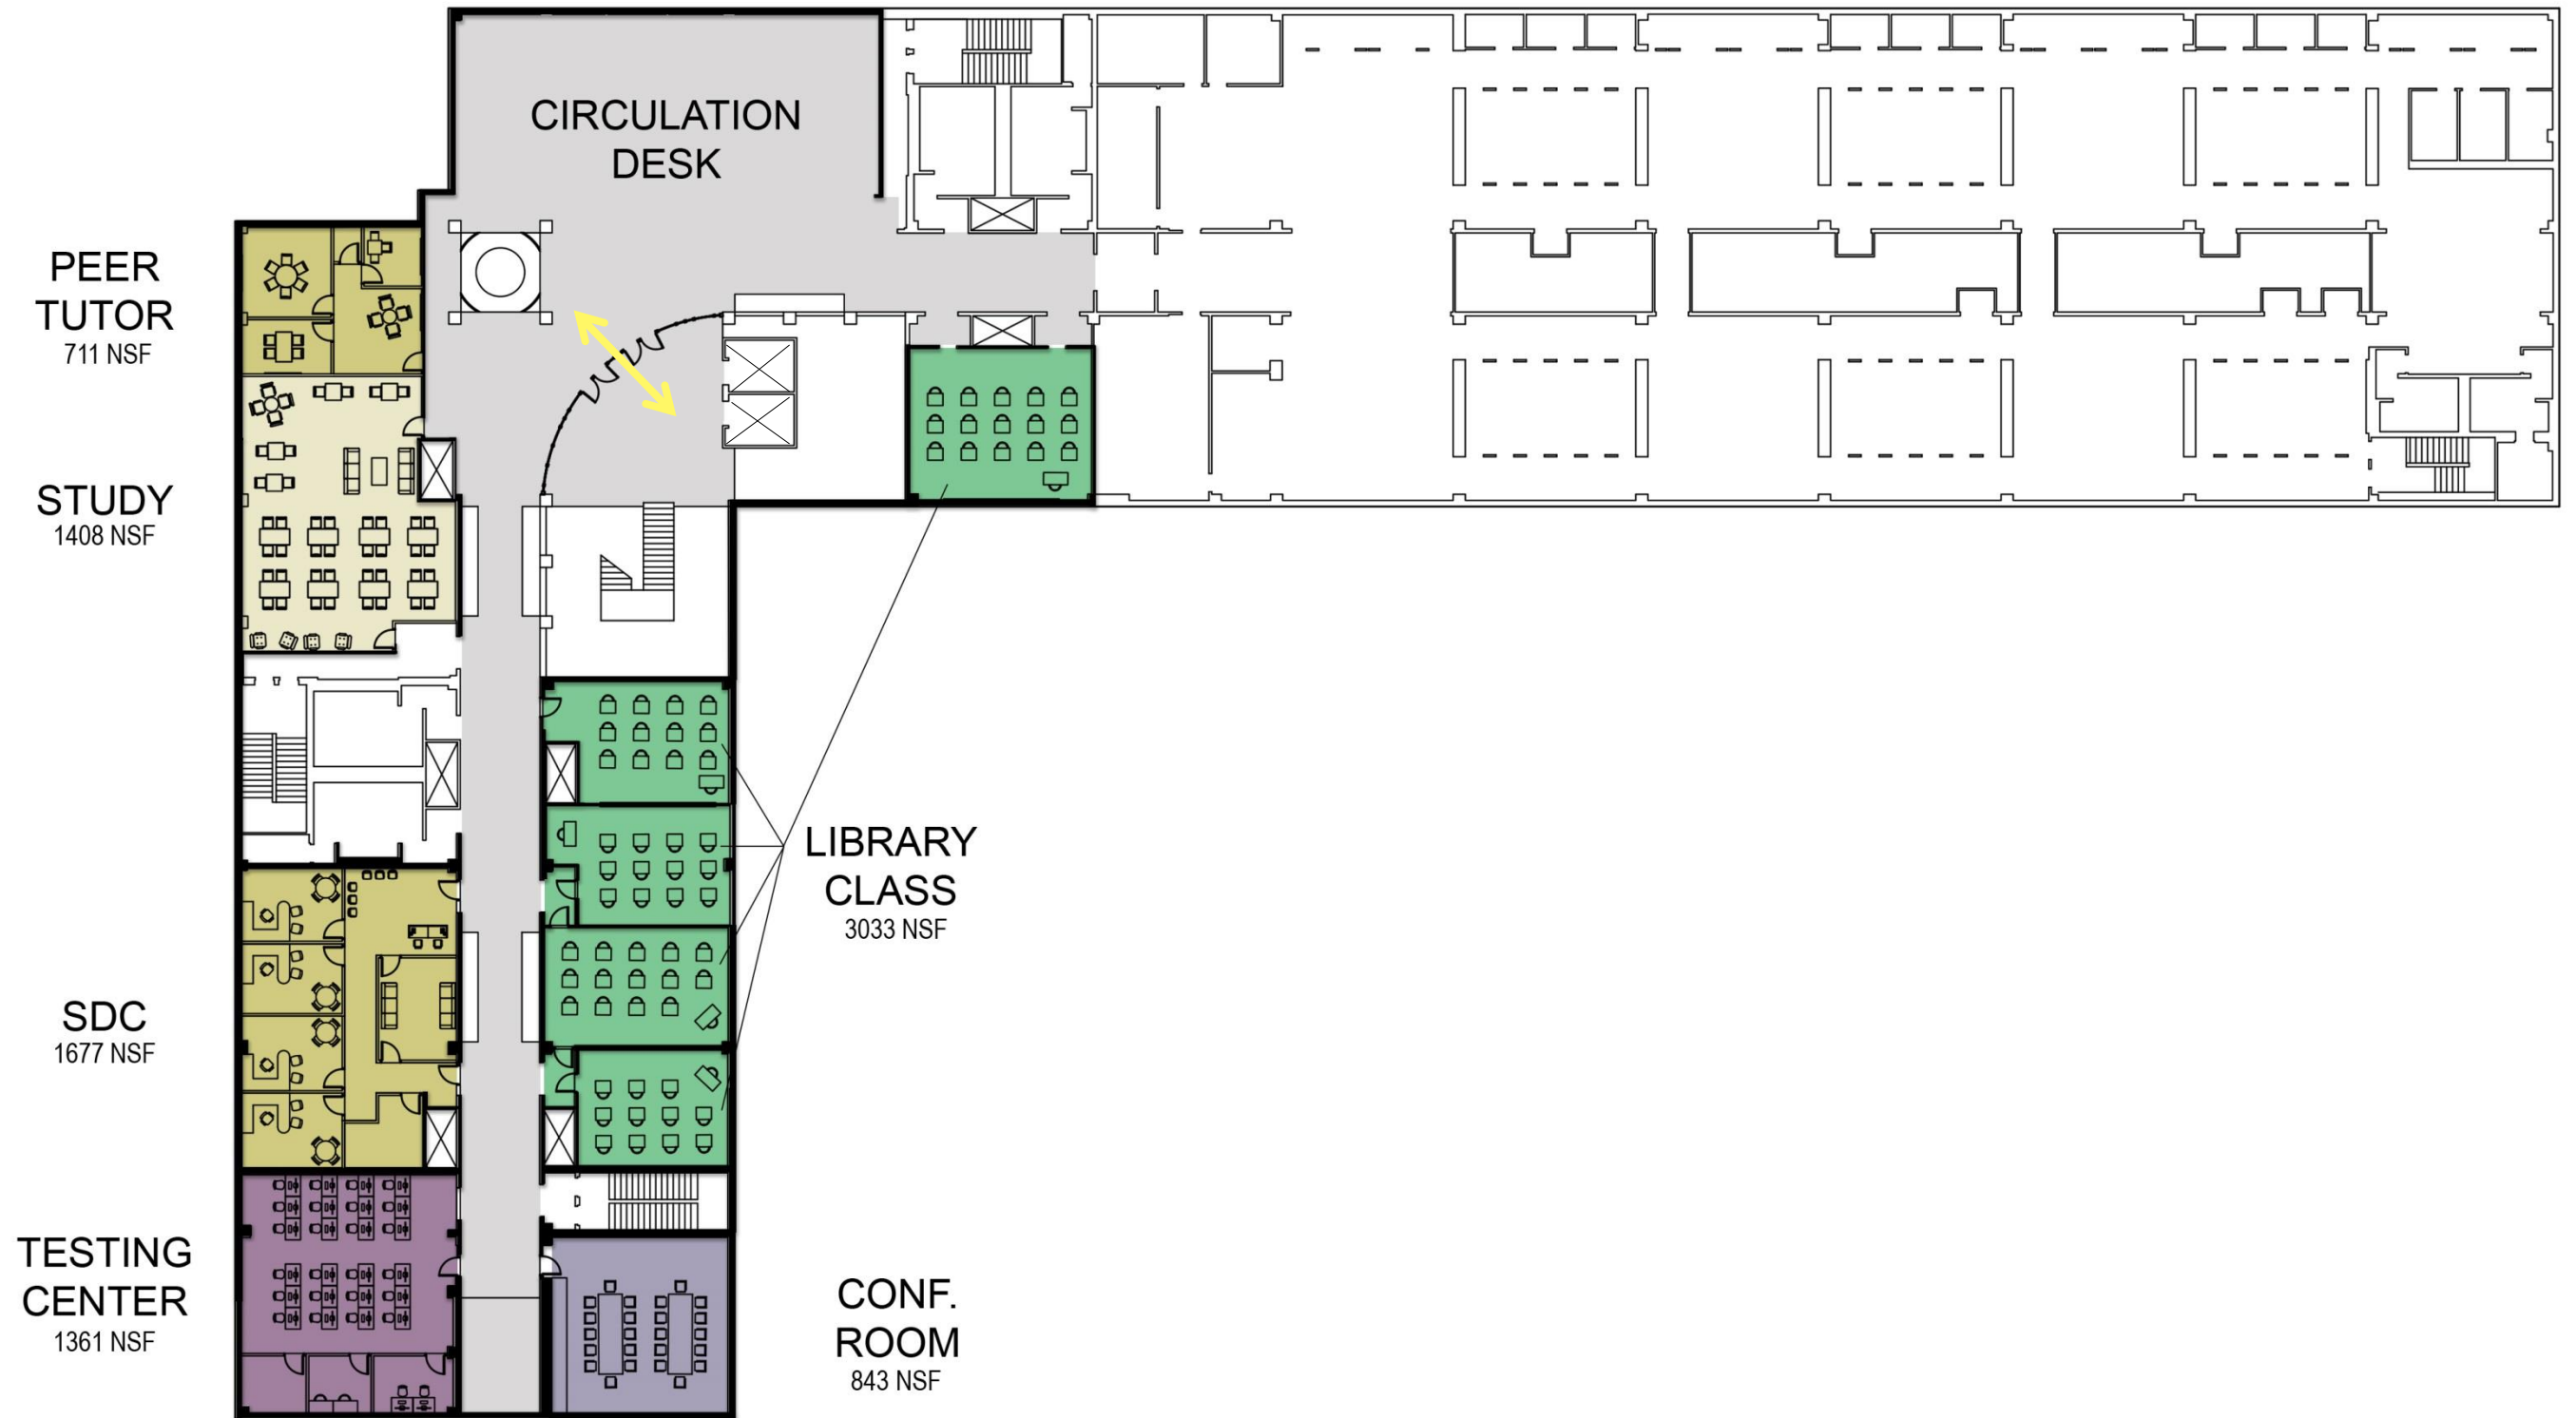 CIRCULATION
DESK
PEER
TUTOR
711 NSF
STUDY
1408 NSF
LIBRARY
CLASS
3033 NSF
SDC
1677 NSF
TESTING
CENTER
1361 NSF
CONF.
ROOM
843 NSF